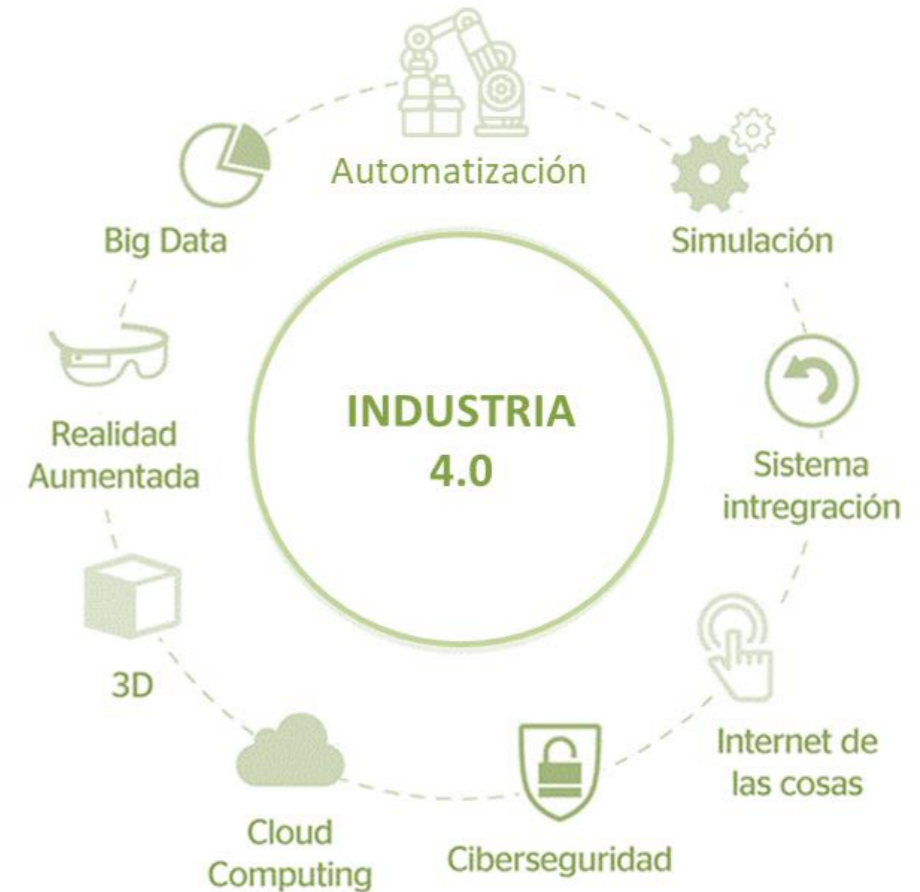 Automatización
Big Data
Simulación
INDUSTRIA
4.0
Realidad
Aumentada
Sistema
intregración
3D
Internet de
las cosas
Cloud
Computing
Ciberseguridad